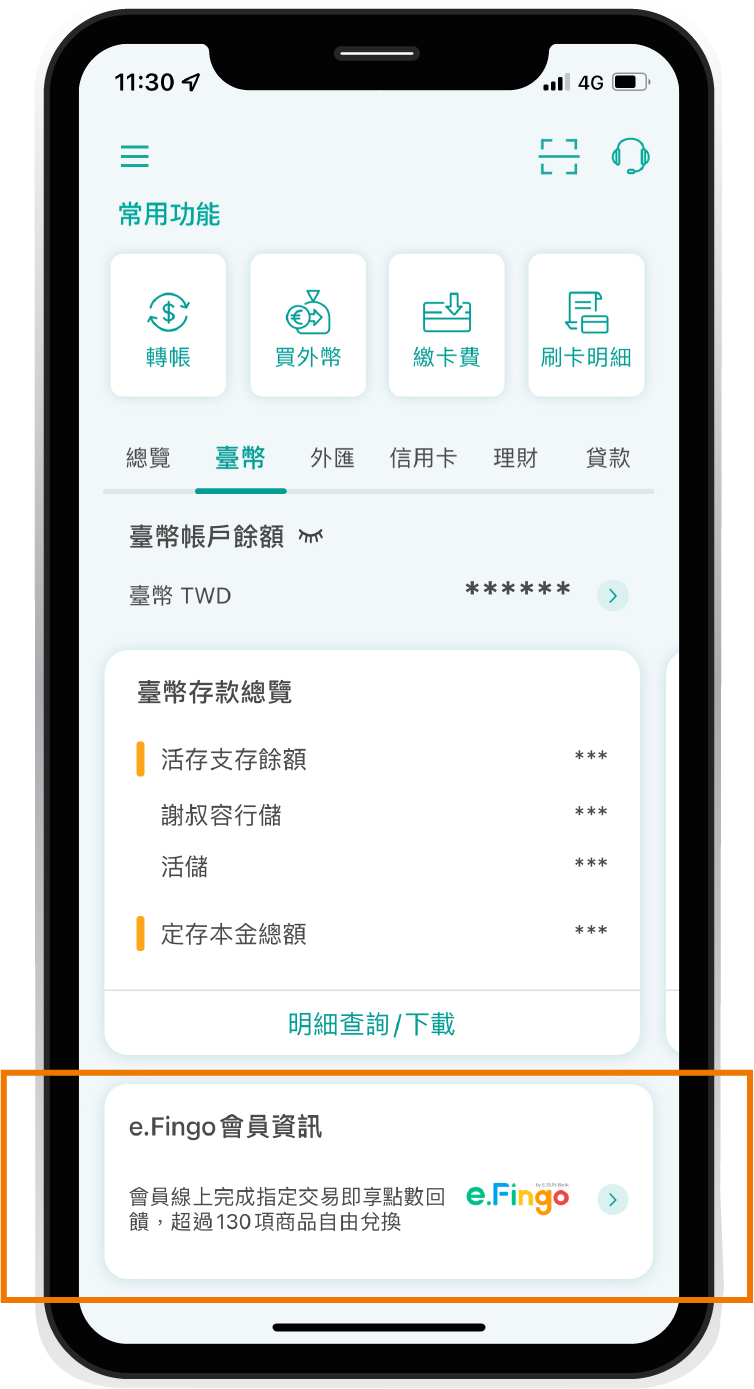 11:30
4G
常用功能
轉帳
買外幣
繳卡費
刷卡明細
總覽
臺幣
外匯
信用卡
理財
貸款
臺幣帳戶餘額
臺幣 TWD
******
臺幣存款總覽
活存支存餘額
***
謝叔容行儲
***
活儲
***
定存本金總額
***
明細查詢/下載
e.Fingo會員資訊
會員線上完成指定交易即享點數回
饋，超過130項商品自由兌換
by E.SUN Bank
e.Fingo